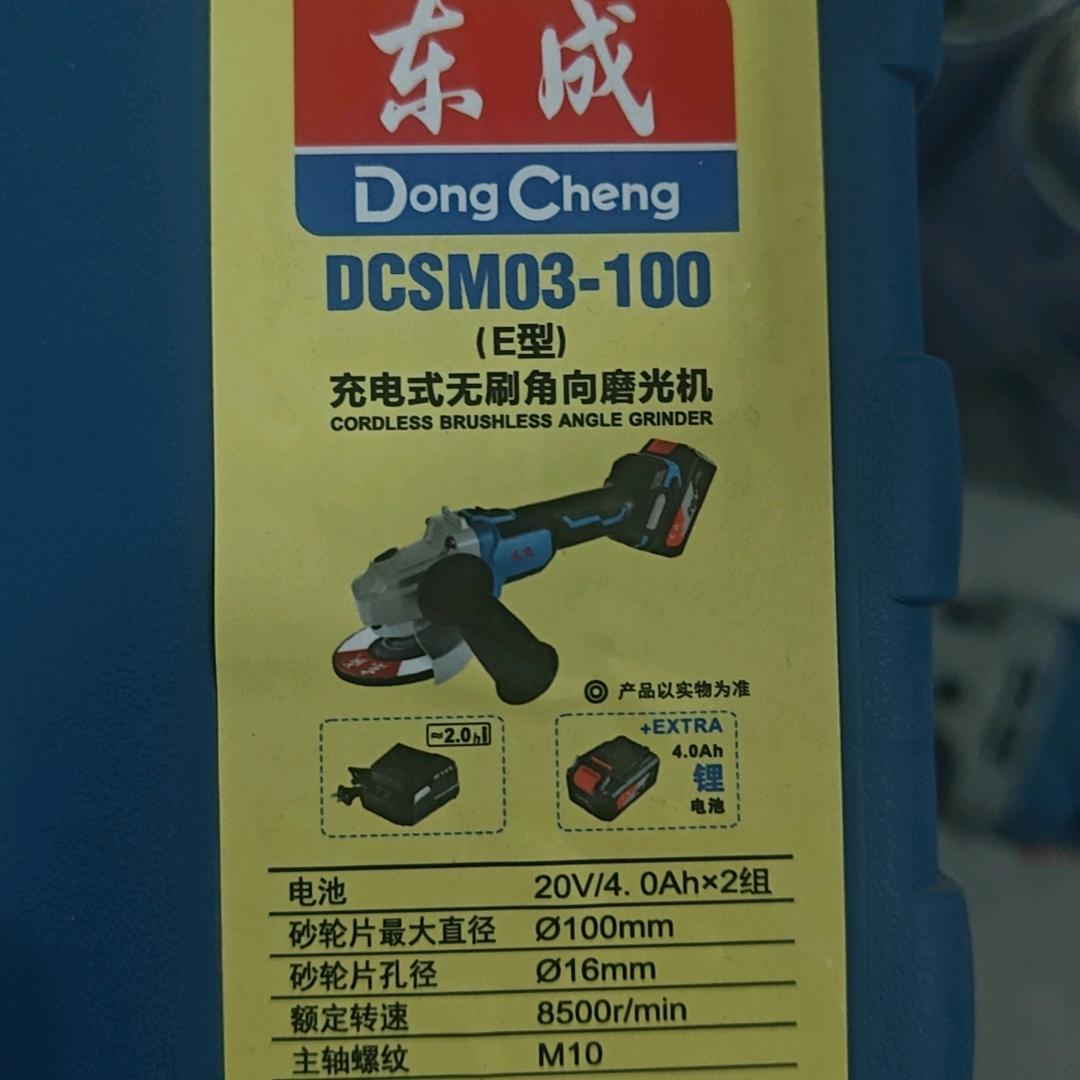 东成
DongCheng
DCSM03-100
(E型)
充电式无刷角向磨光机
CORDLESS BRUSHLESS ANGLE GRINDER
产品以实物为准
≈2.0h
+EXTRA
4.0Ah
锂
电池
电池 20V/4. 0Ah×2组
砂轮片最大直径 Ø100mm
砂轮片孔径 Ø16mm
额定转速 8500r/min
主轴螺纹 M10